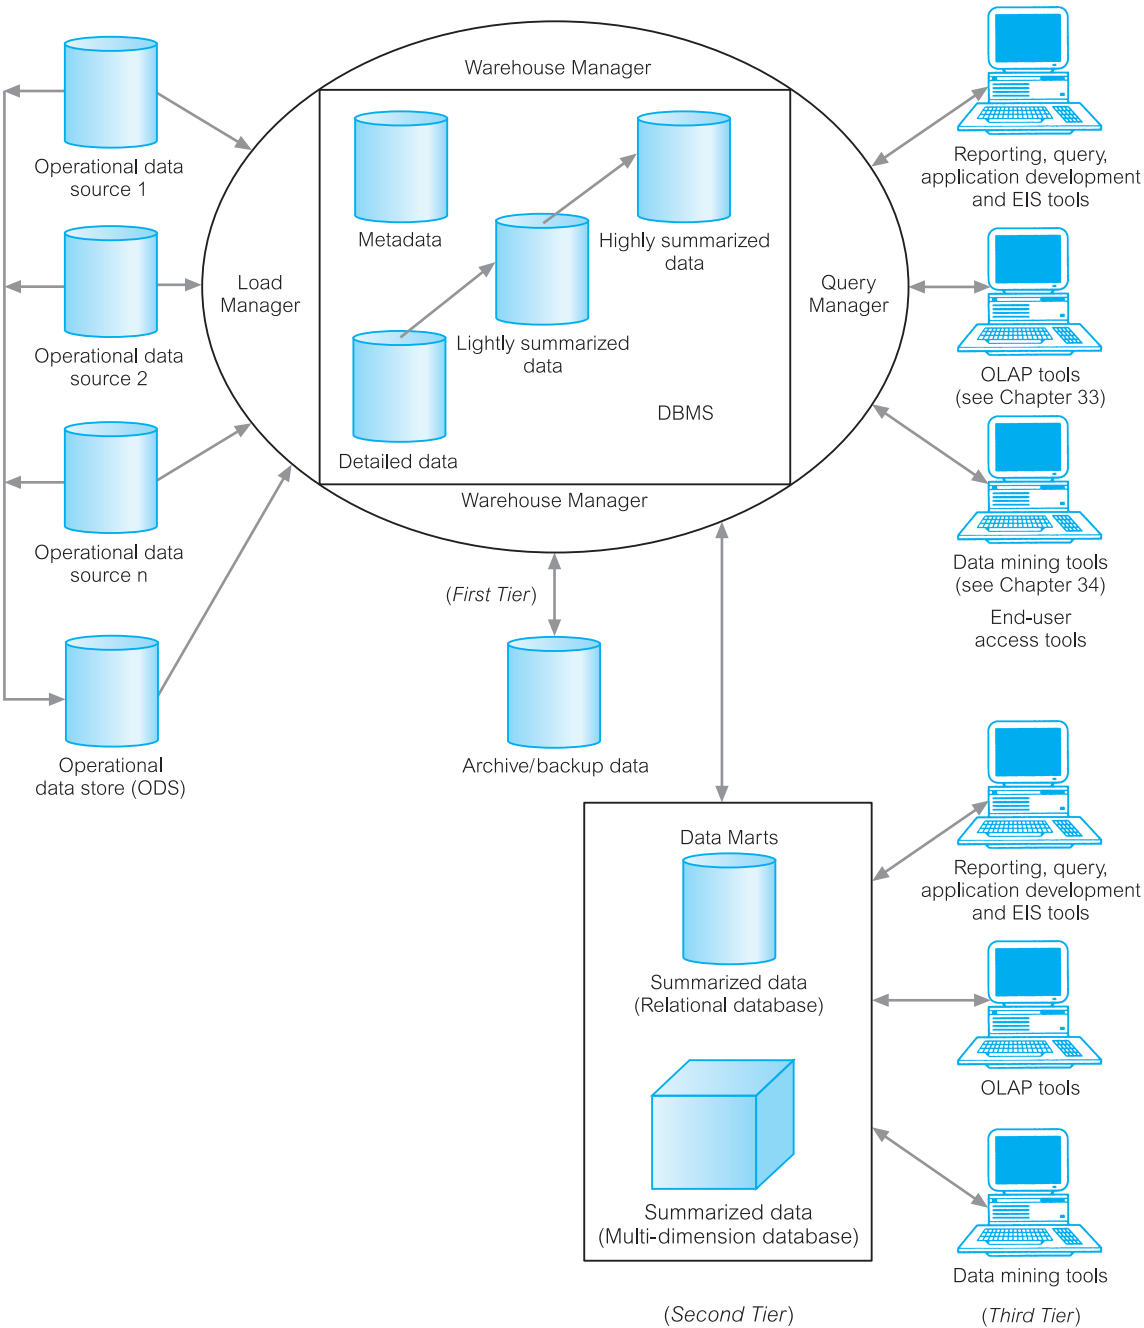 Warehouse Manager
Operational data
source 1
Operational data
source 2
Operational data
source n
Operational
data store (ODS)
Load
Manager
Metadata
Highly summarized
data
Lightly summarized
data
Detailed data
DBMS
Query
Manager
Warehouse Manager
(First Tier)
Archive/backup data
Reporting, query,
application development
and EIS tools
OLAP tools
(see Chapter 33)
Data mining tools
(see Chapter 34)
End-user
access tools
Data Marts
Summarized data
(Relational database)
Summarized data
(Multi-dimension database)
Reporting, query,
application development
and EIS tools
OLAP tools
Data mining tools
(Second Tier)
(Third Tier)